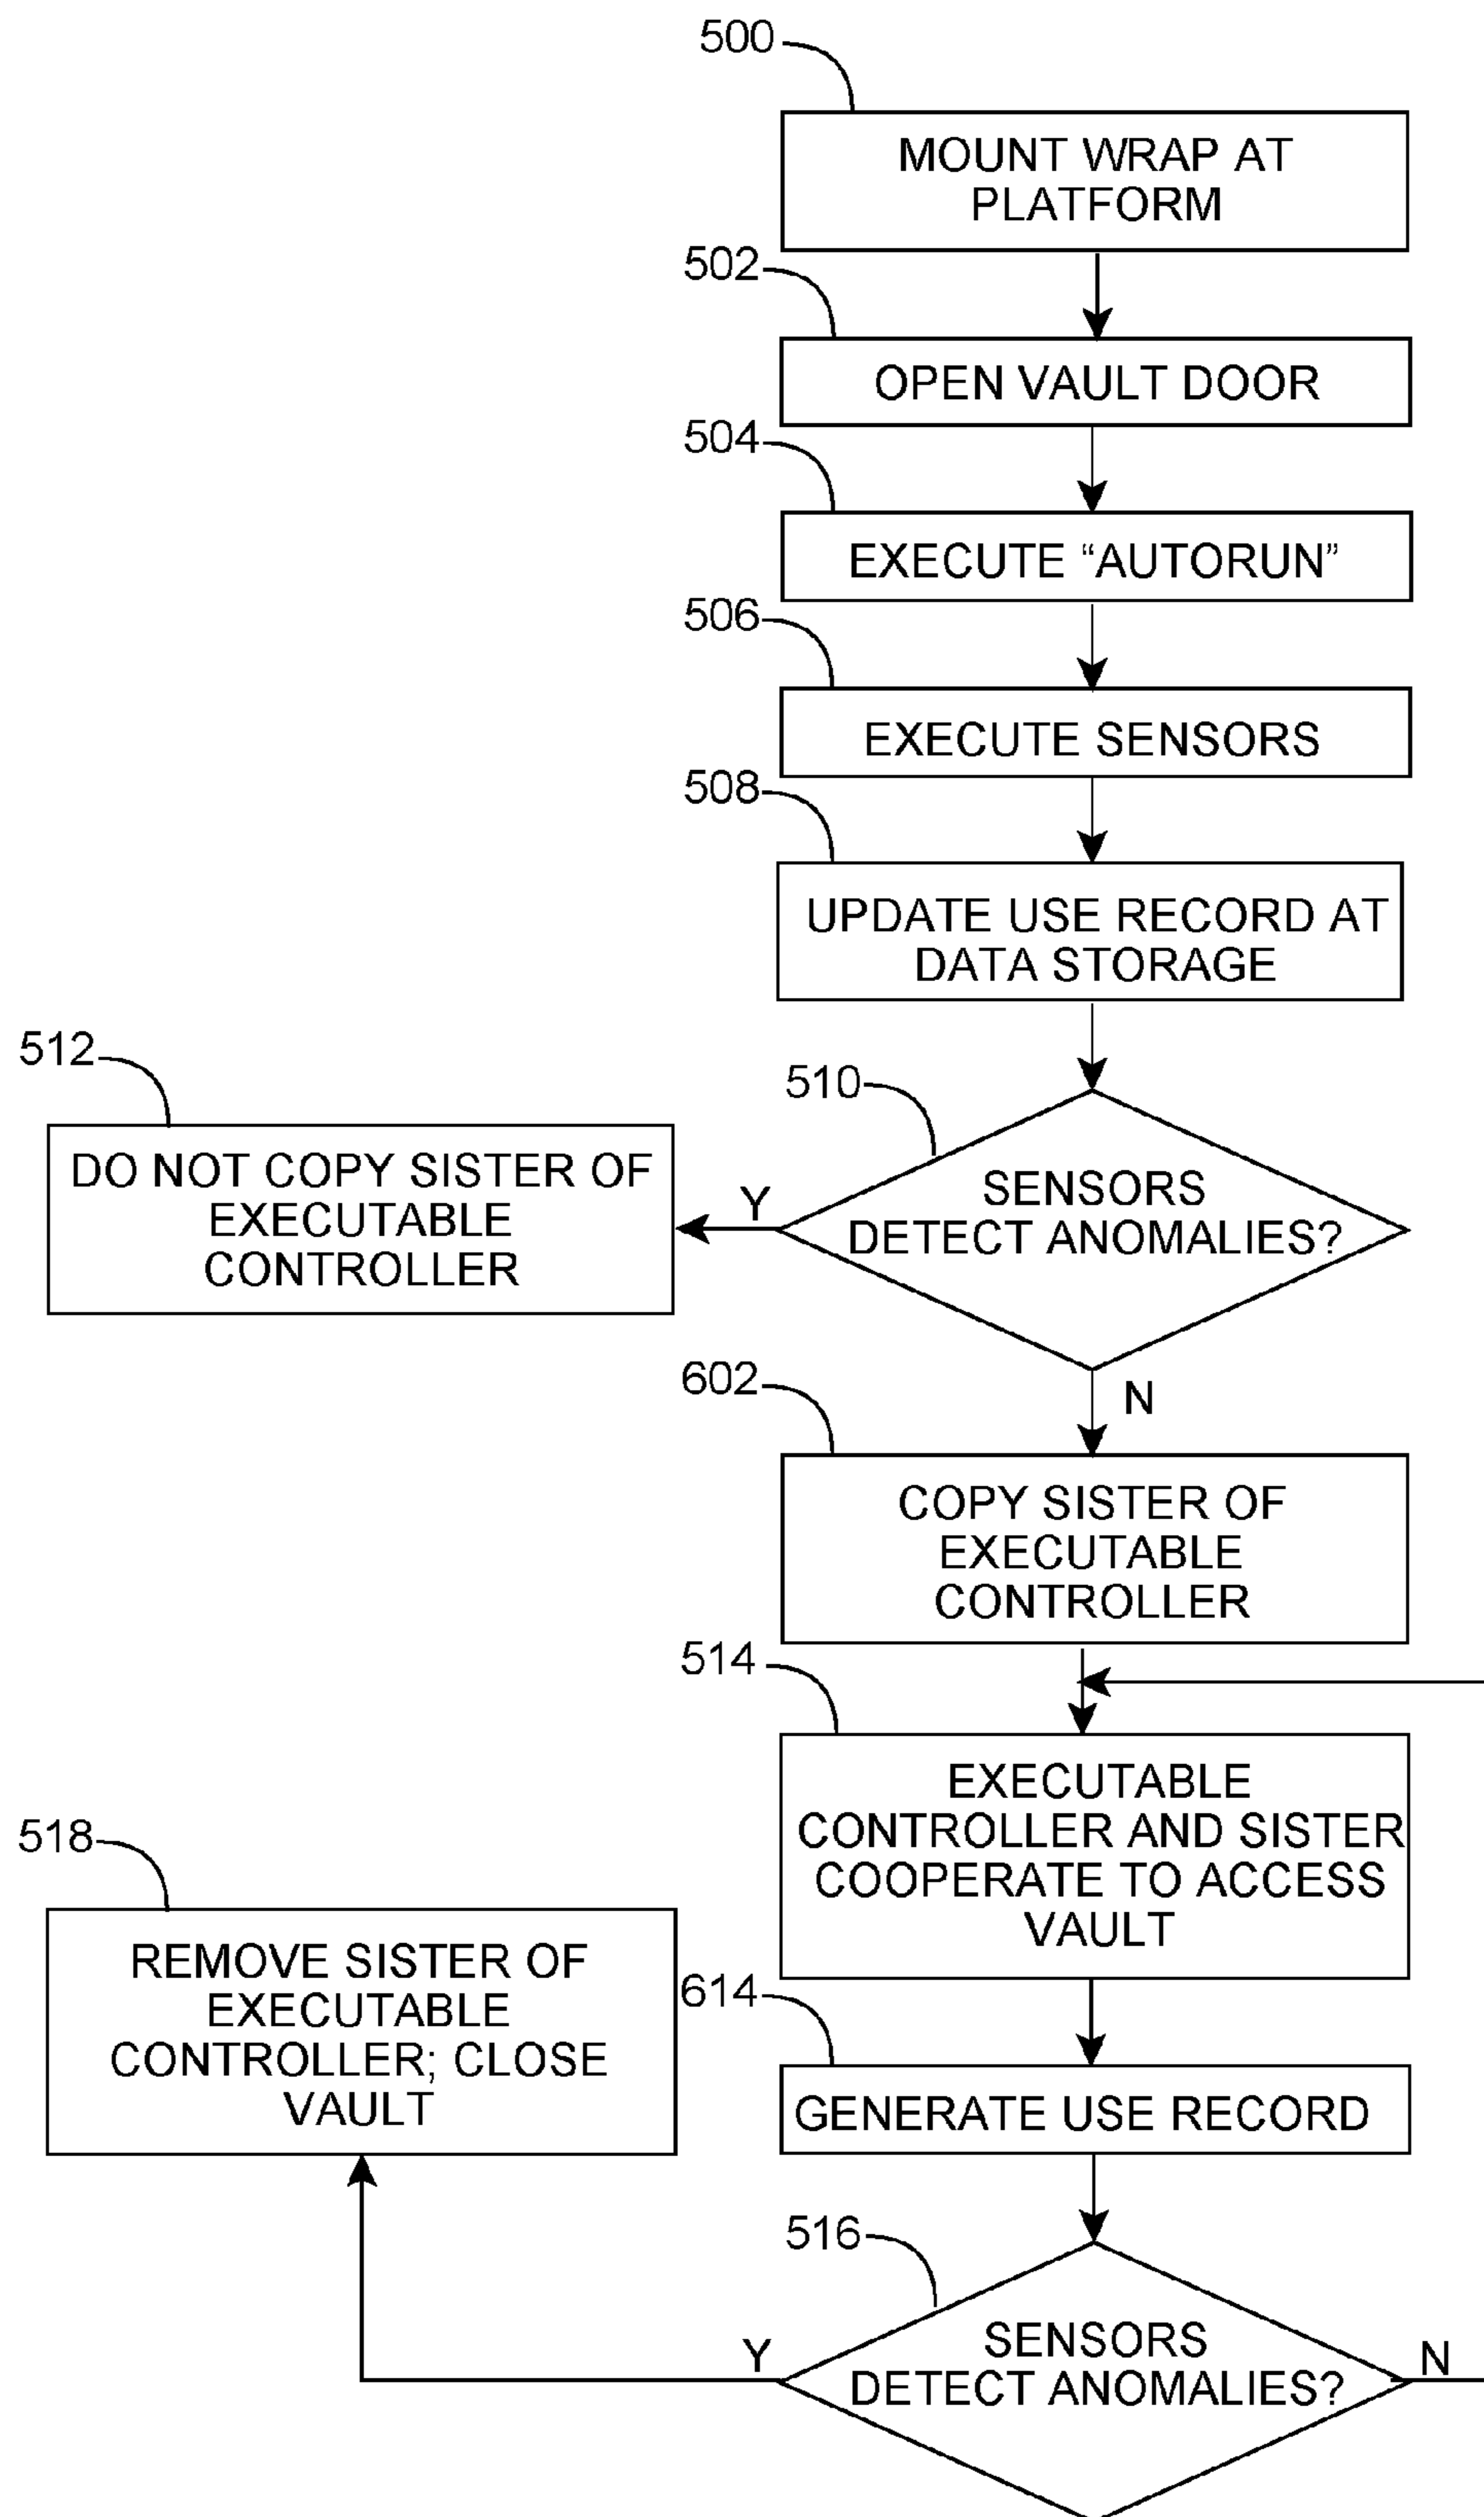 500
MOUNT WRAP AT
PLATFORM
502
OPEN VAULT DOOR
504
EXECUTE “AUTORUN”
506
EXECUTE SENSORS
508
UPDATE USE RECORD AT
DATA STORAGE
510
SENSORS
DETECT ANOMALIES?
Y
512
DO NOT COPY SISTER OF
EXECUTABLE
CONTROLLER
N
602
COPY SISTER OF
EXECUTABLE
CONTROLLER
514
EXECUTABLE
CONTROLLER AND SISTER
COOPERATE TO ACCESS
VAULT
614
GENERATE USE RECORD
516
SENSORS
DETECT ANOMALIES?
Y
N
518
REMOVE SISTER OF
EXECUTABLE
CONTROLLER; CLOSE
VAULT